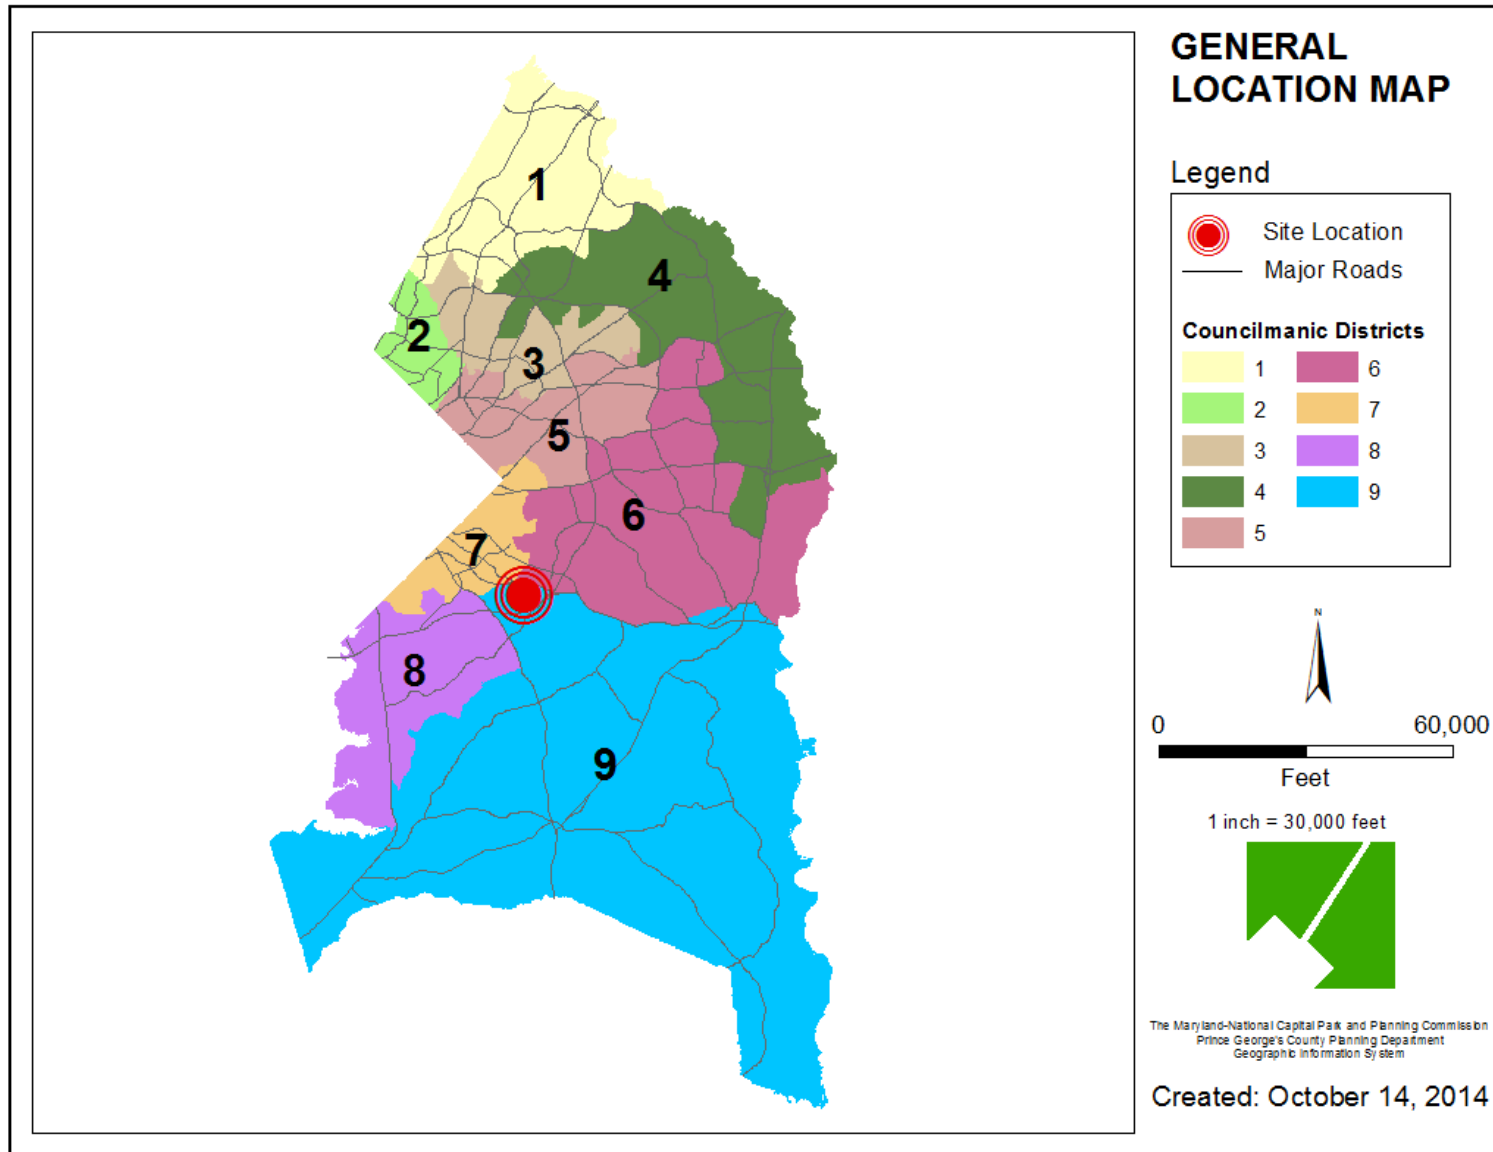 GENERAL
LOCATION MAP
Legend
Site Location
Major Roads
Councilmanic Districts
1 6
2 7
3 8
4 9
5
1
4
2
3
5
6
7
8
9
N
0 60,000
Feet
1 inch = 30,000 feet
The Maryland-National Capital Park and Planning Commission
Prince George's County Planning Department
Geographic Information System
Created: October 14, 2014